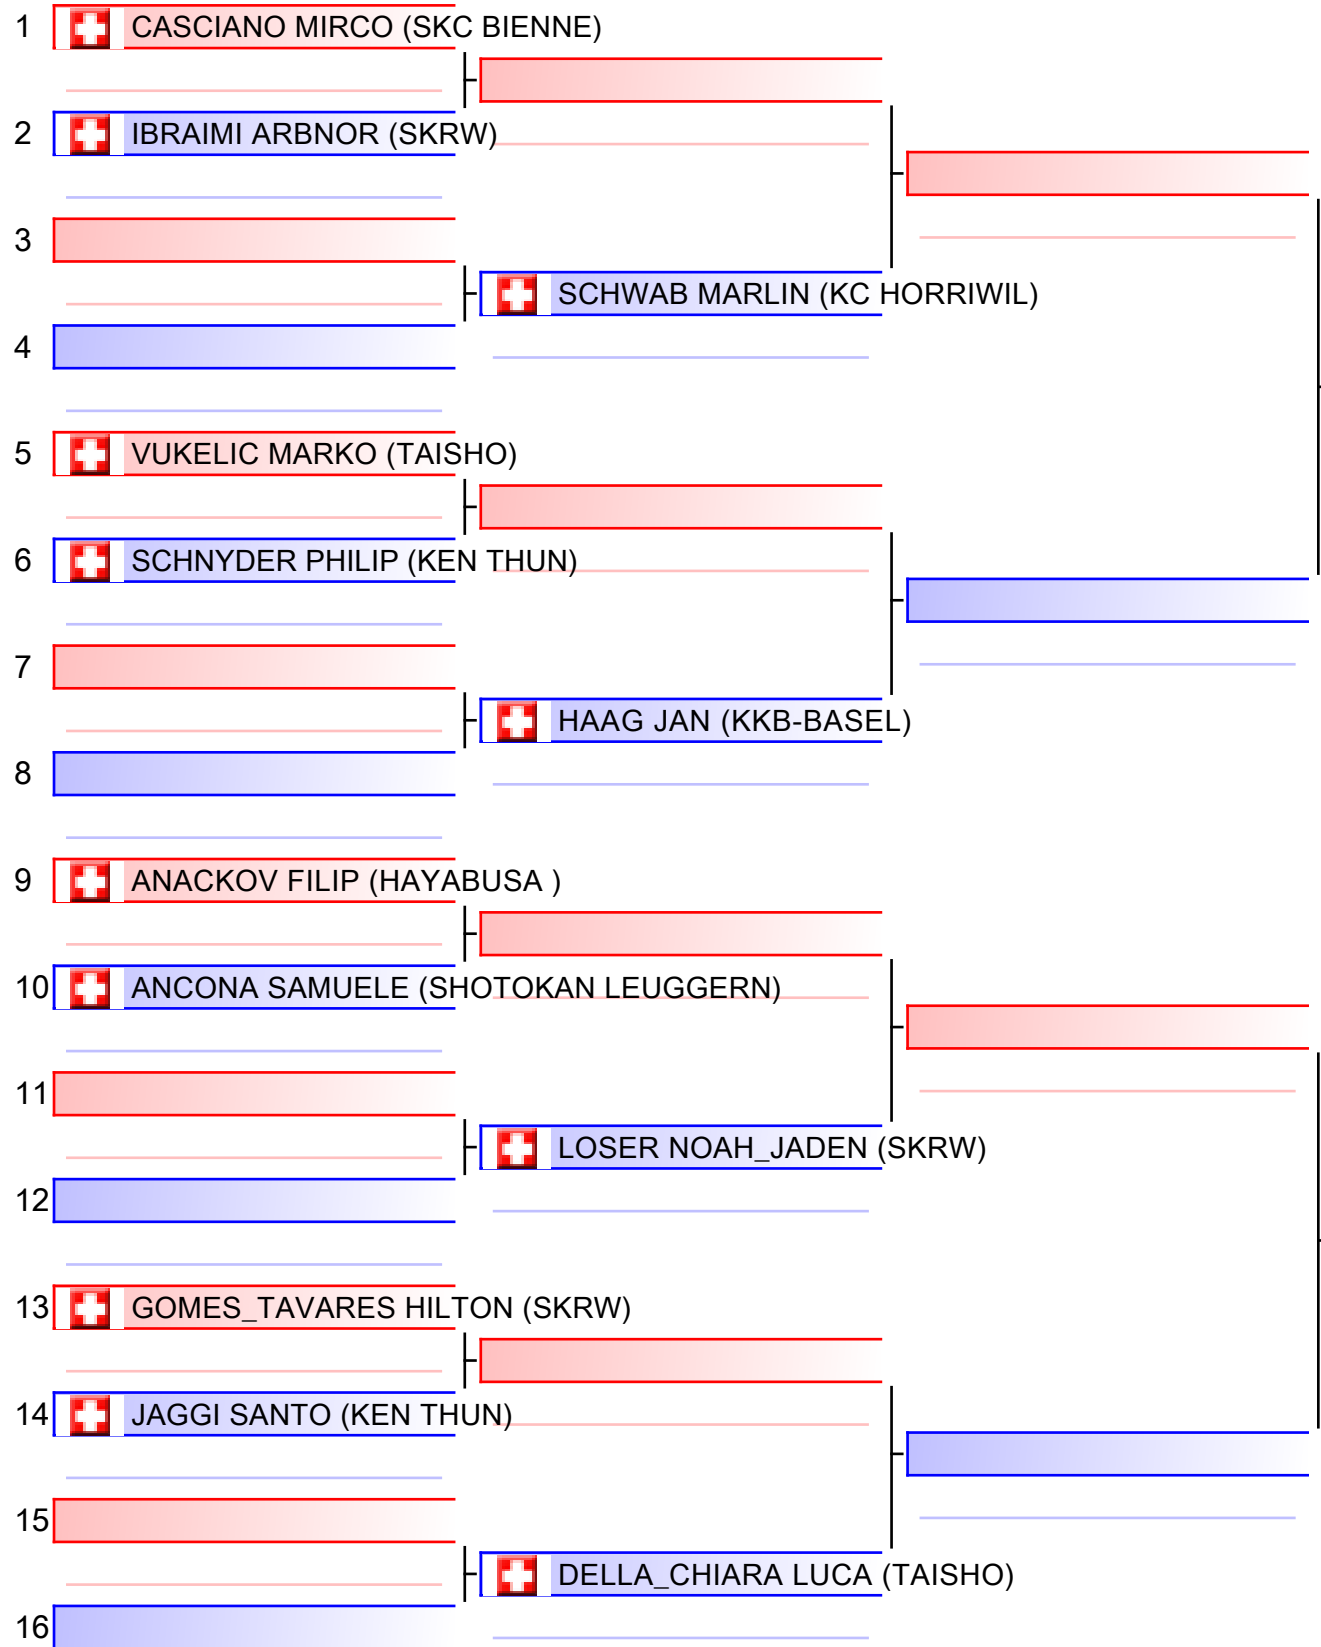 1 CASCIANO MIRCO (SKC BIENNE)
2 IBRAIMI ARBNOR (SKRW)
3
SCHWAB MARLIN (KC HORRIWIL)
4
5 VUKELIC MARKO (TAISHO)
6 SCHNYDER PHILIP (KEN THUN)
7
HAAG JAN (KKB-BASEL)
8
9 ANACKOV FILIP (HAYABUSA )
10 ANCONA SAMUELE (SHOTOKAN LEUGGERN)
11
LOSER NOAH_JADEN (SKRW)
12
13 GOMES_TAVARES HILTON (SKRW)
14 JAGGI SANTO (KEN THUN)
15
DELLA_CHIARA LUCA (TAISHO)
16